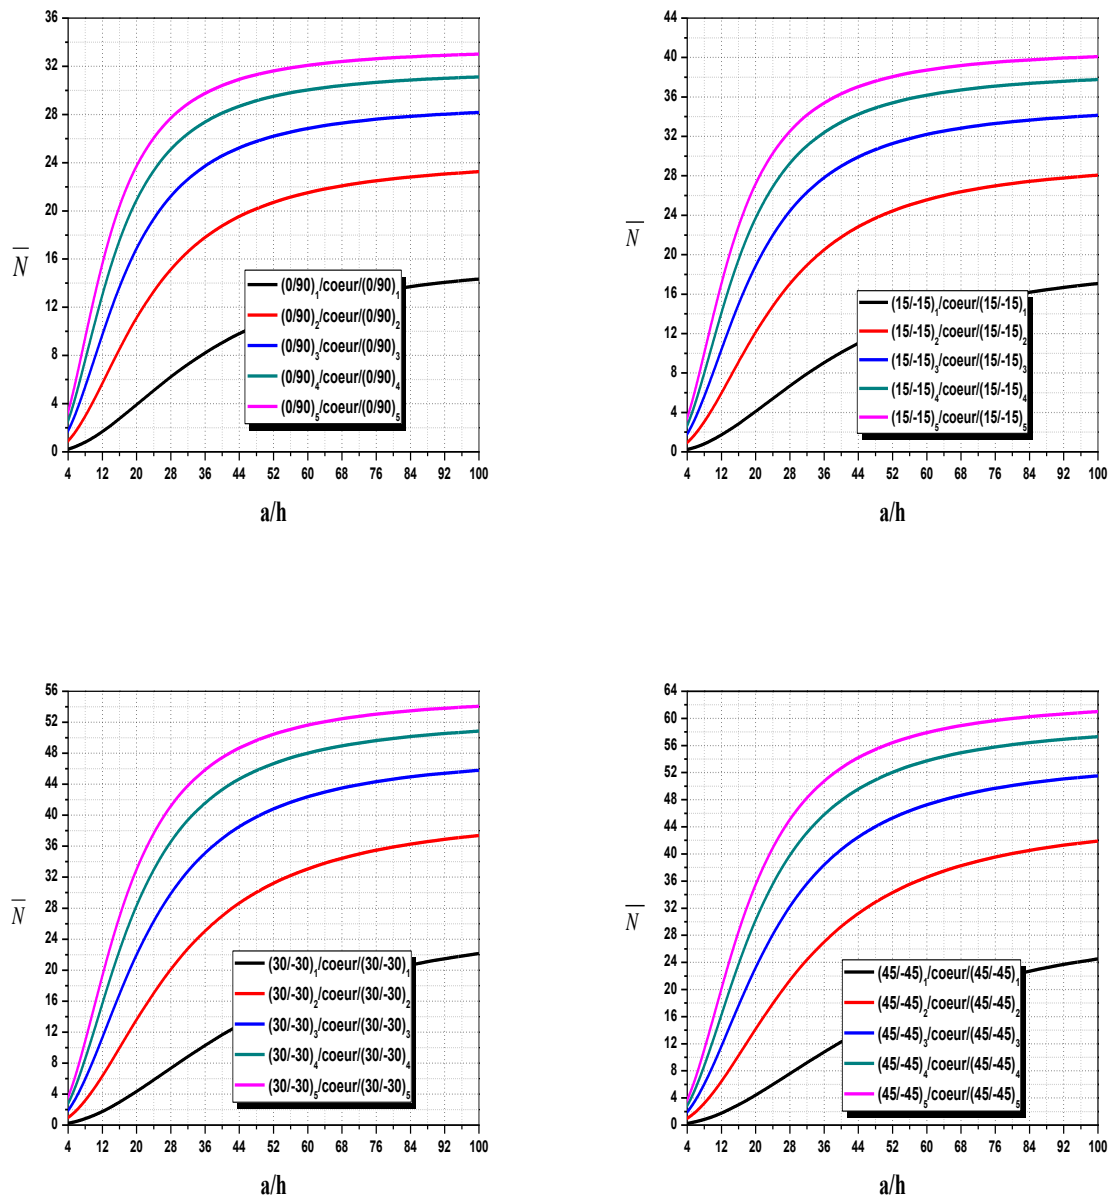 36
32
28
24
20
16
12
8
4
0
N̅
(0/90)₁/coeur/(0/90)₁
(0/90)₂/coeur/(0/90)₂
(0/90)₃/coeur/(0/90)₃
(0/90)₄/coeur/(0/90)₄
(0/90)₅/coeur/(0/90)₅
4 12 20 28 36 44 52 60 68 76 84 92 100
a/h
44
40
36
32
28
24
20
16
12
8
4
0
N̅
(15/-15)₁/coeur/(15/-15)₁
(15/-15)₂/coeur/(15/-15)₂
(15/-15)₃/coeur/(15/-15)₃
(15/-15)₄/coeur/(15/-15)₄
(15/-15)₅/coeur/(15/-15)₅
4 12 20 28 36 44 52 60 68 76 84 92 100
a/h
56
52
48
44
40
36
32
28
24
20
16
12
8
4
0
N̅
(30/-30)₁/coeur/(30/-30)₁
(30/-30)₂/coeur/(30/-30)₂
(30/-30)₃/coeur/(30/-30)₃
(30/-30)₄/coeur/(30/-30)₄
(30/-30)₅/coeur/(30/-30)₅
4 12 20 28 36 44 52 60 68 76 84 92 100
a/h
64
60
56
52
48
44
40
36
32
28
24
20
16
12
8
4
0
N̅
(45/-45)₁/coeur/(45/-45)₁
(45/-45)₂/coeur/(45/-45)₂
(45/-45)₃/coeur/(45/-45)₃
(45/-45)₄/coeur/(45/-45)₄
(45/-45)₅/coeur/(45/-45)₅
4 12 20 28 36 44 52 60 68 76 84 92 100
a/h